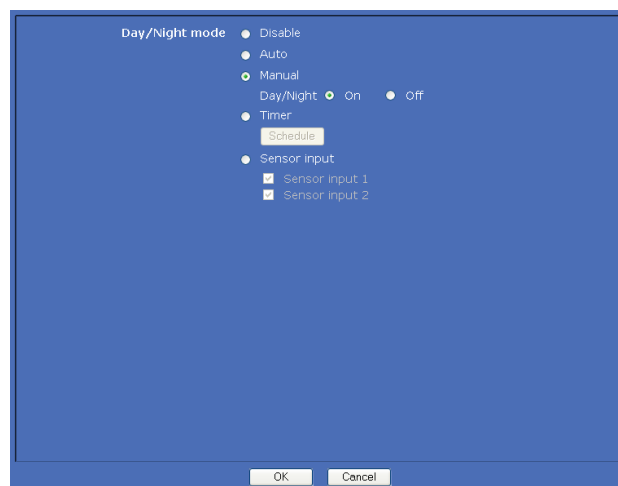 Day/Night mode Disable
Auto
Manual
Day/Night On Off
Timer
Schedule
Sensor input
Sensor input 1
Sensor input 2
OK Cancel